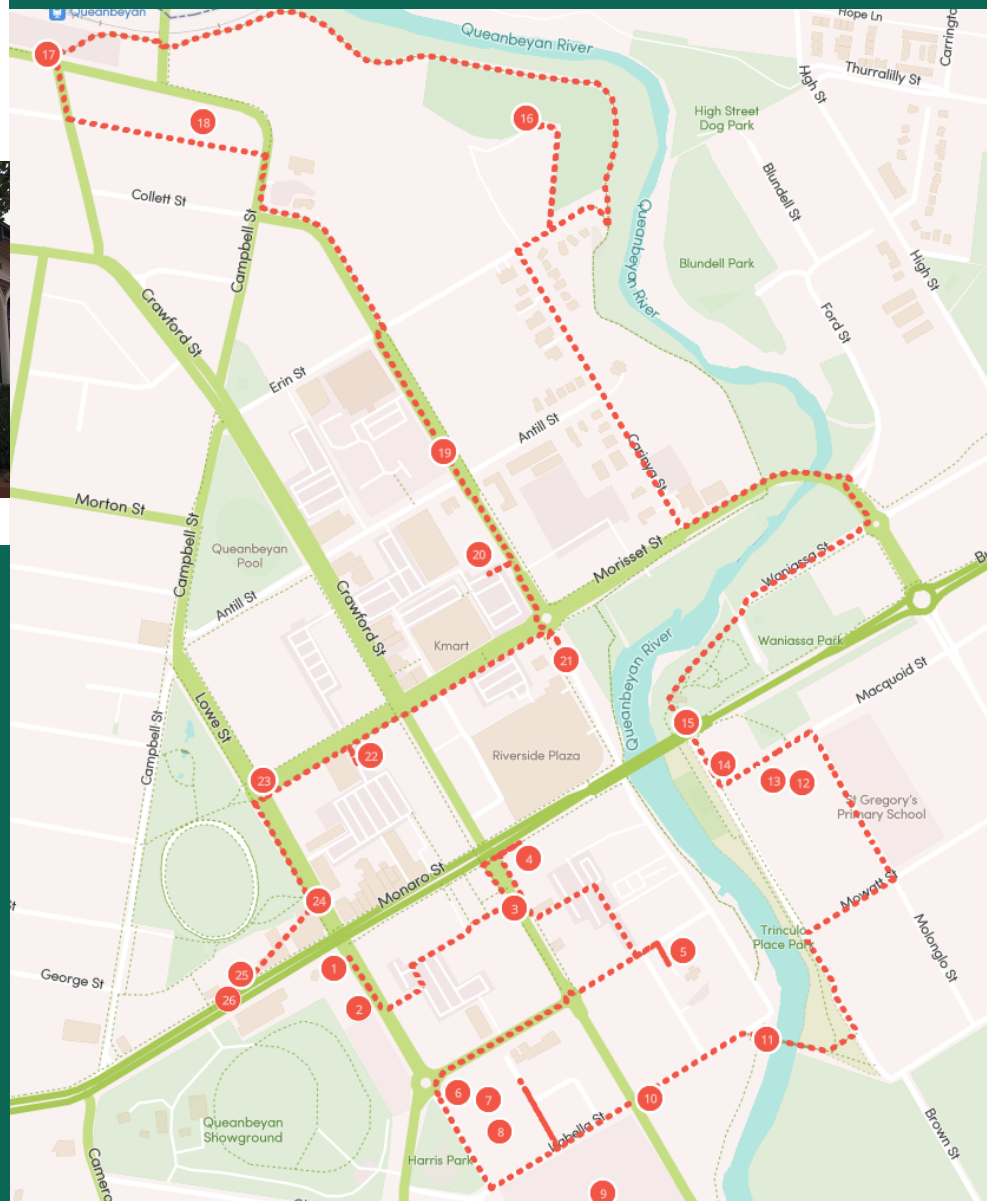 Queanbeyan
17
Queanbeyan River
Hope Ln
Thurralilly St
High St
High Street
Dog Park
16
18
Collett St
Campbell St
Blundell St
Queanbeyan River
Blundell Park
High St
Ford St
Crawford St
Erin St
19
Antill St
Carinya St
Morton St
Queanbeyan
Pool
Campbell St
20
Morisset St
Waniassa St
Antill St
Crawford St
Kmart
21
Waniassa Park
Queanbeyan River
Macquoid St
Lowe St
Campbell St
15
22
Riverside Plaza
14
13
12
23
St Gregory's
Primary School
4
Monaro St
24
3
Mowatt St
Trinculo
Place Park
Molonglo St
5
1
25
George St
26
2
11
6
7
10
8
Isabella St
Queanbeyan
Showground
Harris Park
Brown St
9